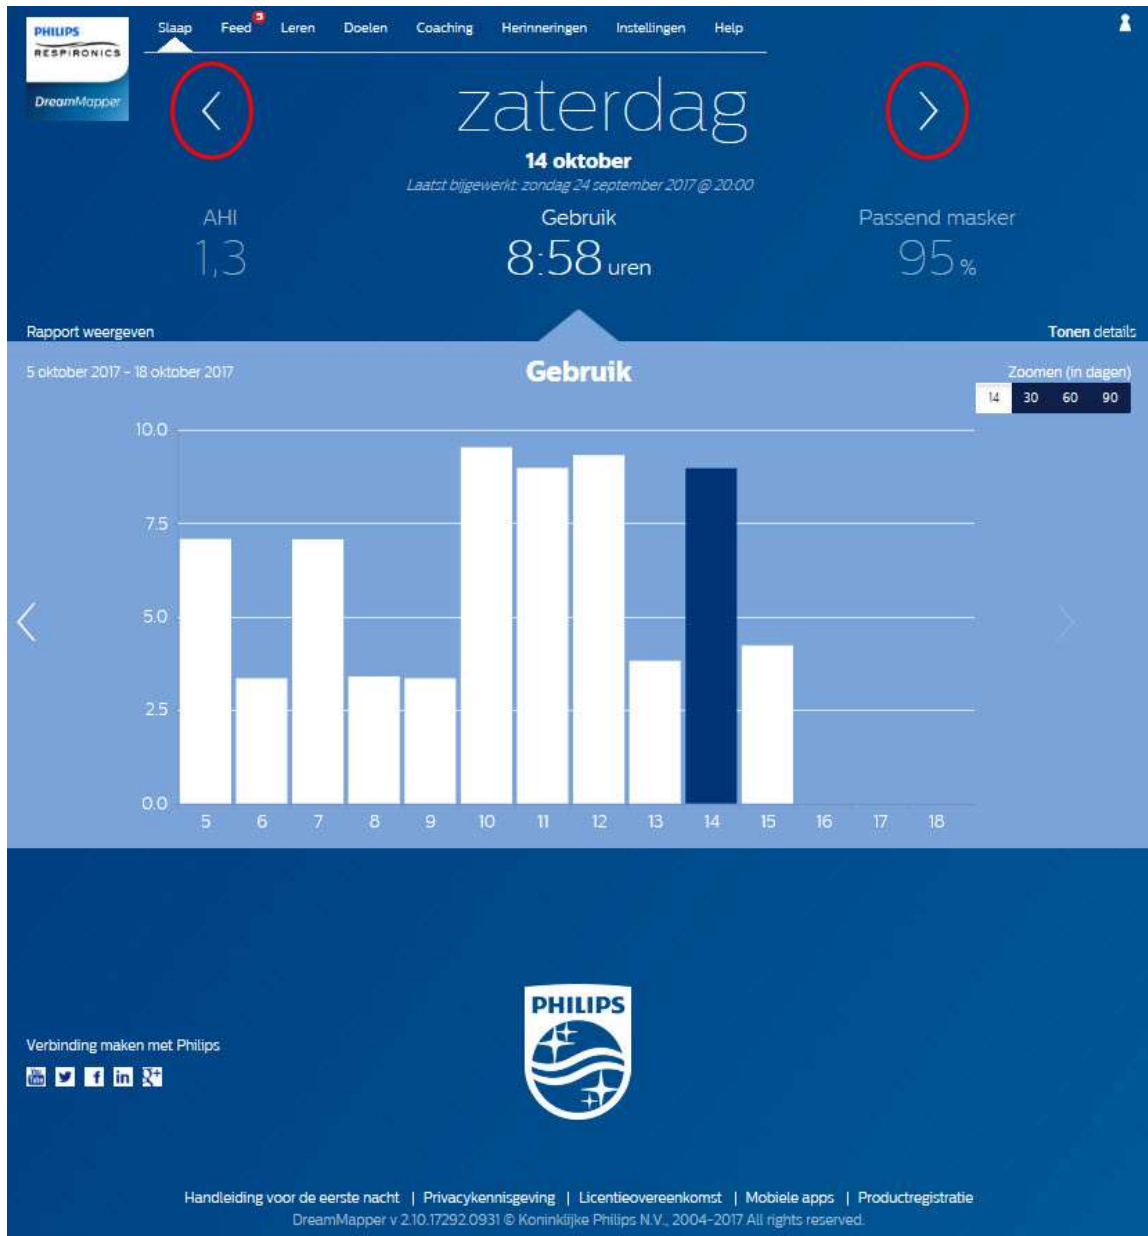 PHILIPS
RESPIRONICS
DreamMapper
Slaap Feed 3 Leren Doelen Coaching Herinneringen Instellingen Help
zaterdag
14 oktober
Laatst bijgewerkt: zondag 24 september 2017 @ 20:00
AHI Gebruik Passend masker
1,3 8:58 uren 95 %
Rapport weergeven Tonen details
5 oktober 2017 - 18 oktober 2017 Gebruik Zoomen (in dagen)
14 30 60 90
10.0
7.5
5.0
2.5
0.0
5 6 7 8 9 10 11 12 13 14 15 16 17 18
PHILIPS
Verbinding maken met Philips
You Tube f in g+
Handleiding voor de eerste nacht | Privacykennisgeving | Licentieovereenkomst | Mobiele apps | Productregistratie
DreamMapper v 2.10.17292.0931 © Koninklijke Philips N.V., 2004-2017 All rights reserved.